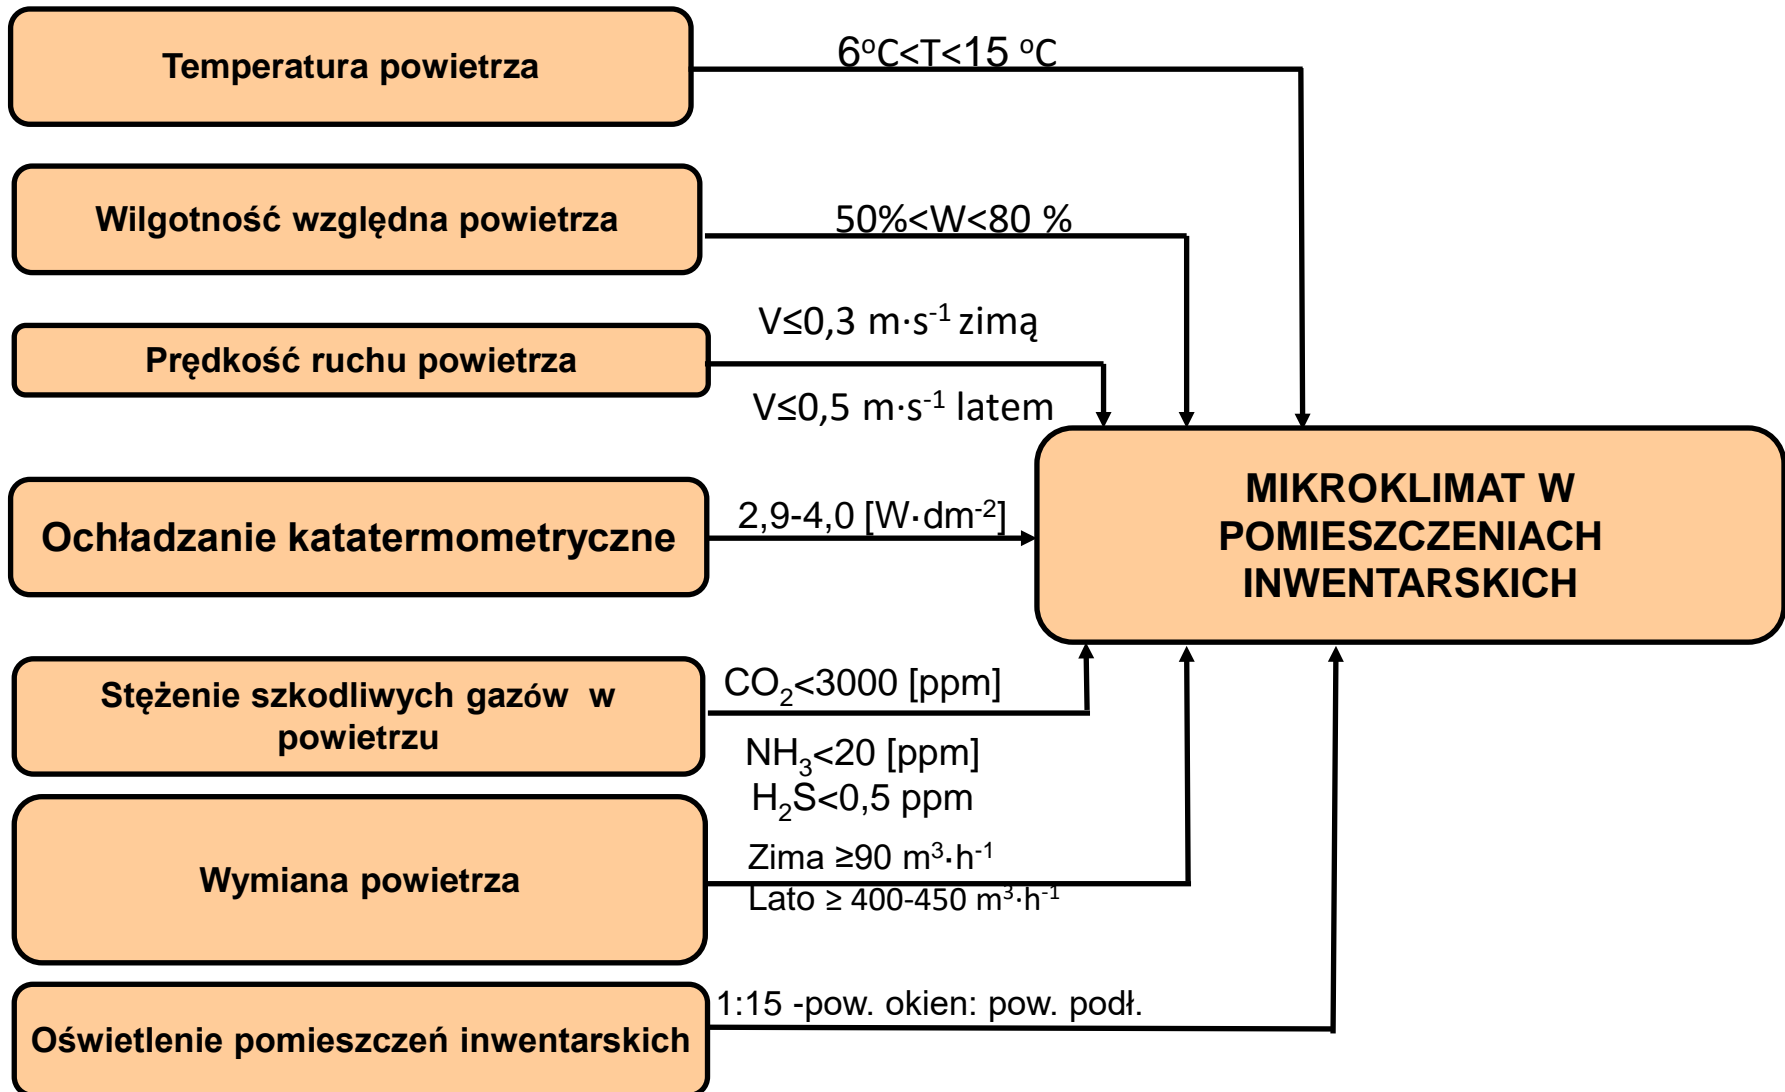 Temperatura powietrza
6ºC<T<15 ºC
Wilgotność względna powietrza
50%<W<80 %
Prędkość ruchu powietrza
V≤0,3 m·s⁻¹ zimą
V≤0,5 m·s⁻¹ latem
Ochładzanie katatermometryczne
2,9-4,0 [W·dm⁻²]
MIKROKLIMAT W
POMIESZCZENIACH
INWENTARSKICH
Stężenie szkodliwych gazów w
powietrzu
CO₂<3000 [ppm]
NH₃<20 [ppm]
H₂S<0,5 ppm
Wymiana powietrza
Zima ≥90 m³·h⁻¹
Lato ≥ 400-450 m³·h⁻¹
Oświetlenie pomieszczeń inwentarskich
1:15 -pow. okien: pow. podł.